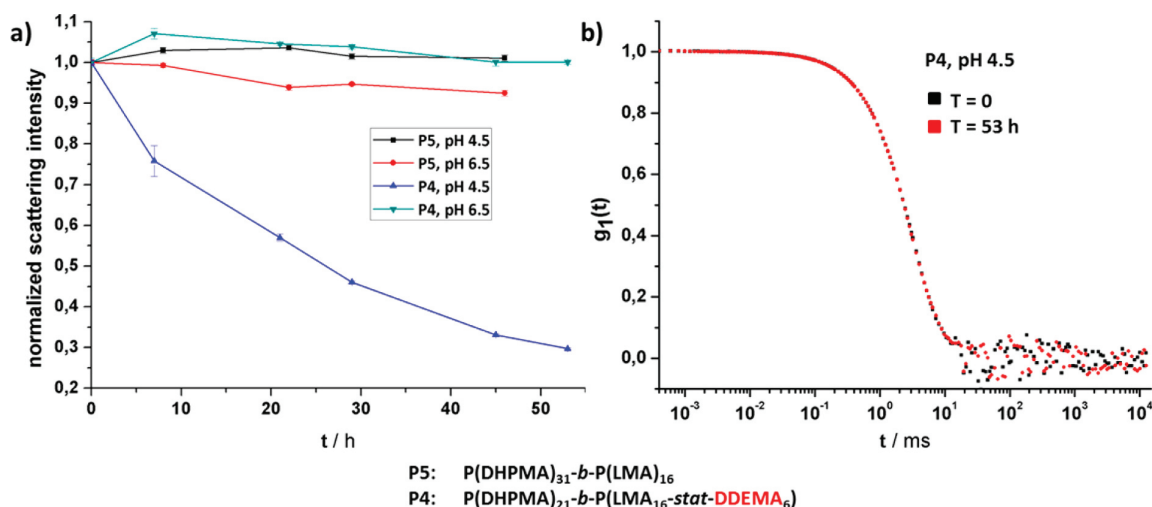 a)
normalized scattering intensity
1,1
1,0
0,9
0,8
0,7
0,6
0,5
0,4
0,3
0,2
0
10
20
30
40
50
t / h
P5, pH 4.5
P5, pH 6.5
P4, pH 4.5
P4, pH 6.5
b)
g₁(t)
1,0
0,8
0,6
0,4
0,2
0,0
10⁻³
10⁻²
10⁻¹
10⁰
10¹
10²
10³
10⁴
t / ms
P4, pH 4.5
T = 0
T = 53 h
P5: P(DHPMA)₃₁-b-P(LMA)₁₆
P4: P(DHPMA)₂₁-b-P(LMA₁₆-stat-DDEMA₆)